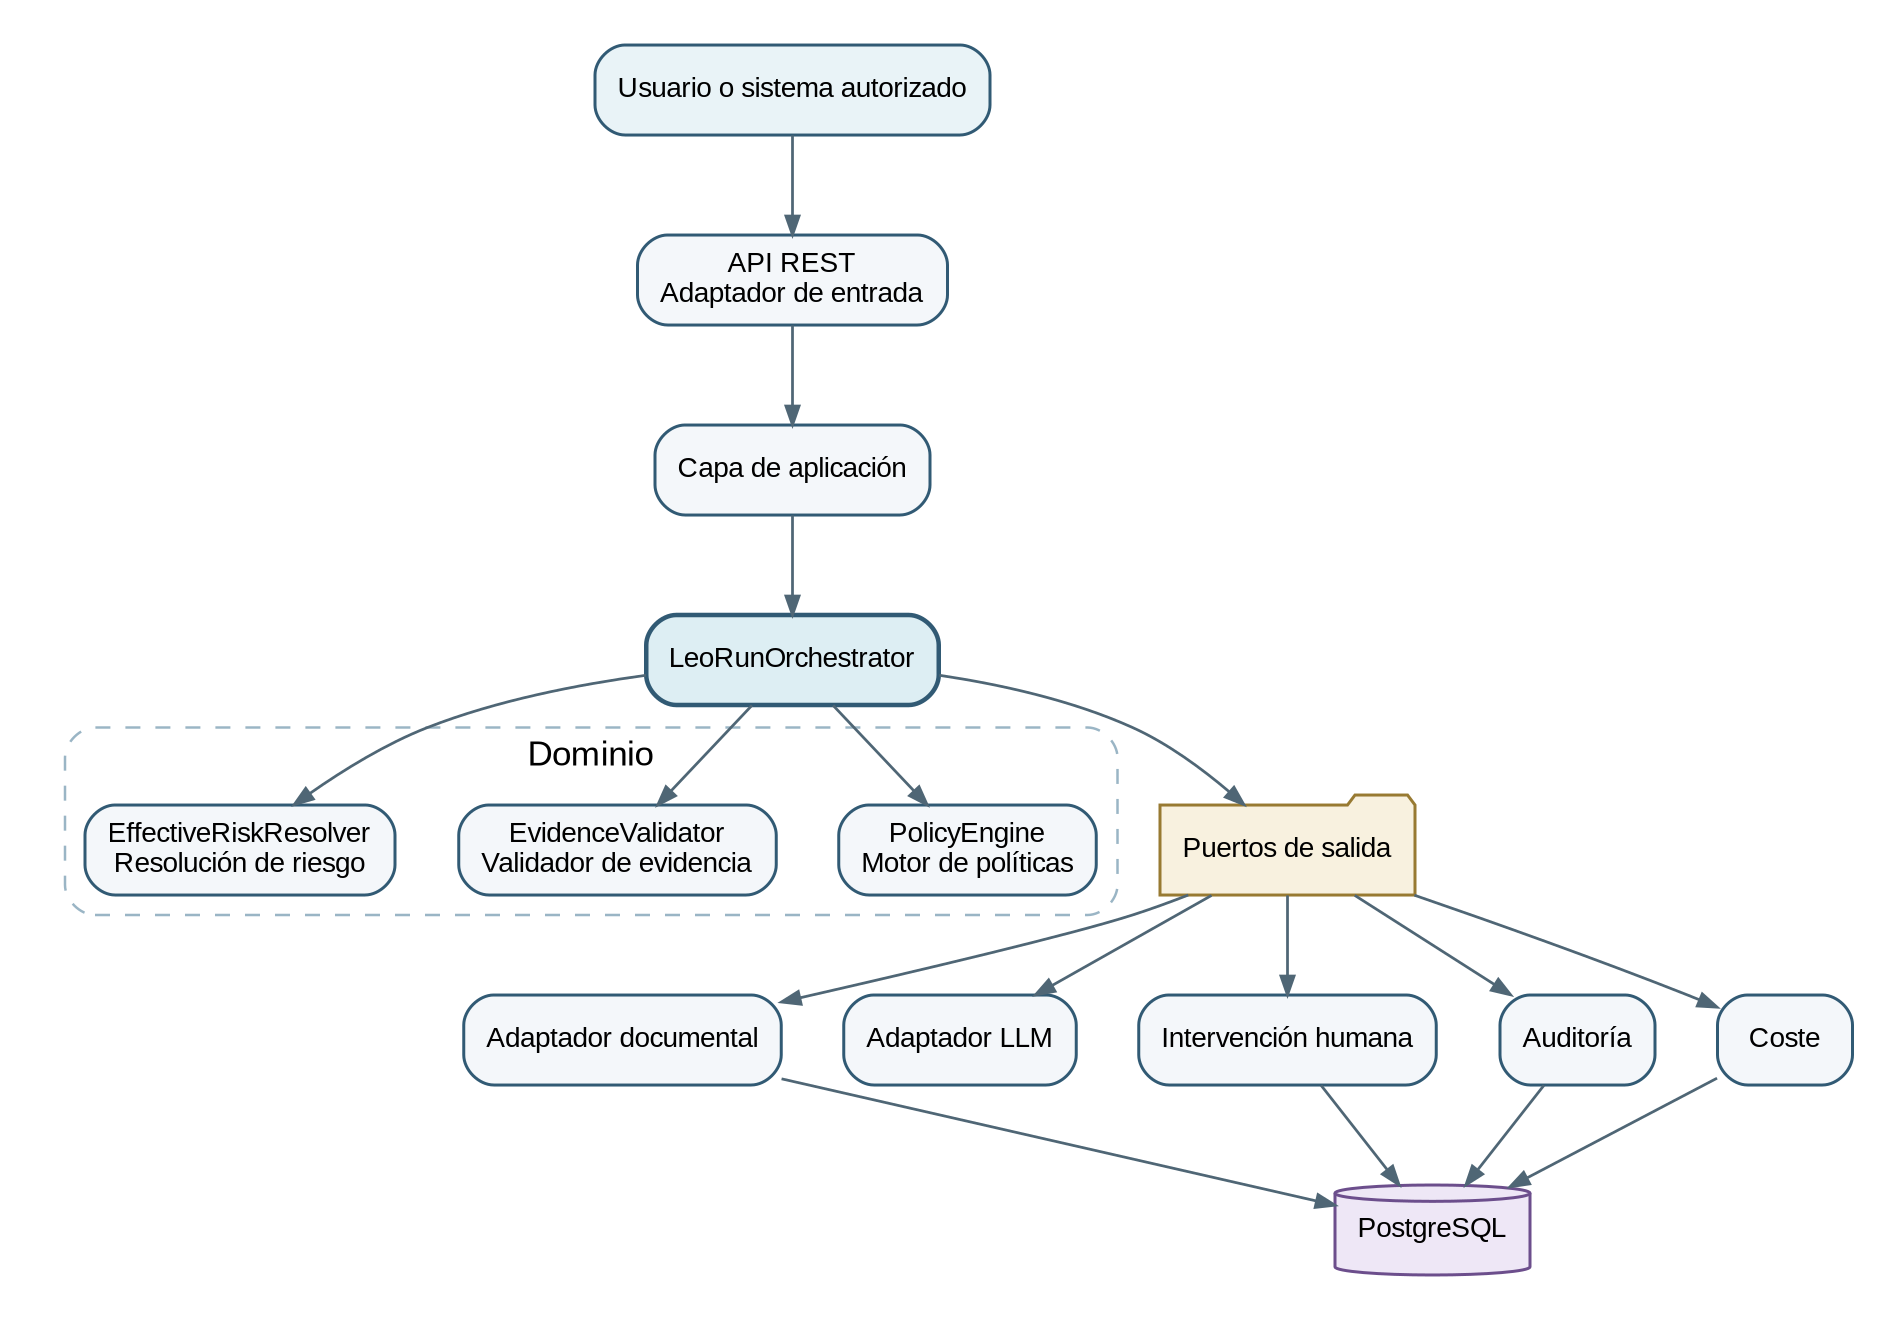 Usuario o sistema autorizado
API REST
Adaptador de entrada
Capa de aplicación
LeoRunOrchestrator
Dominio
EffectiveRiskResolver
Resolución de riesgo
EvidenceValidator
Validador de evidencia
PolicyEngine
Motor de políticas
Puertos de salida
Adaptador documental
Adaptador LLM
Intervención humana
Auditoría
Coste
PostgreSQL